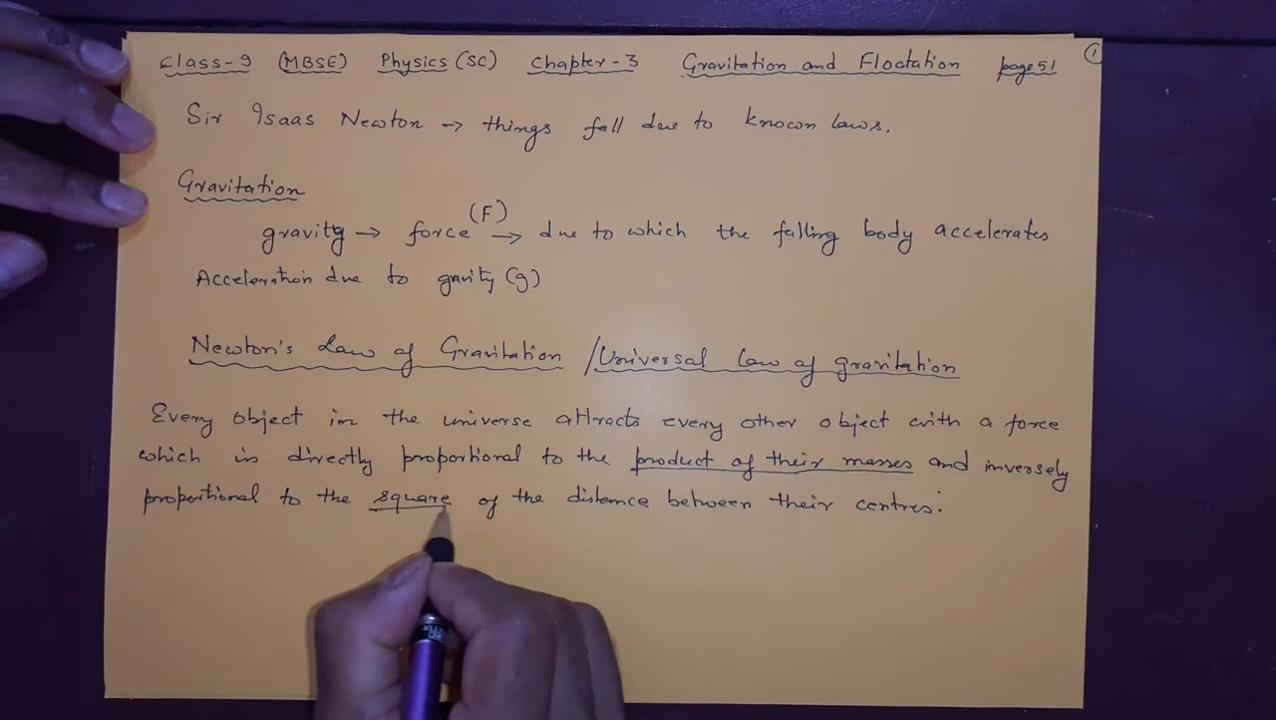 Class-9 (MBSE) Physics (SC) Chapter-3 Gravitation and Floatation page 51 1
Sir Isaas Newton → things fall due to known laws.
Gravitation
gravity → force (F) → due to which the falling body accelerates
Acceleration due to gravity (g)
Newton's Law of Gravitation / Universal law of gravitation
Every object in the universe attracts every other object with a force
which is directly proportional to the product of their masses and inversely
proportional to the square of the distance between their centres.